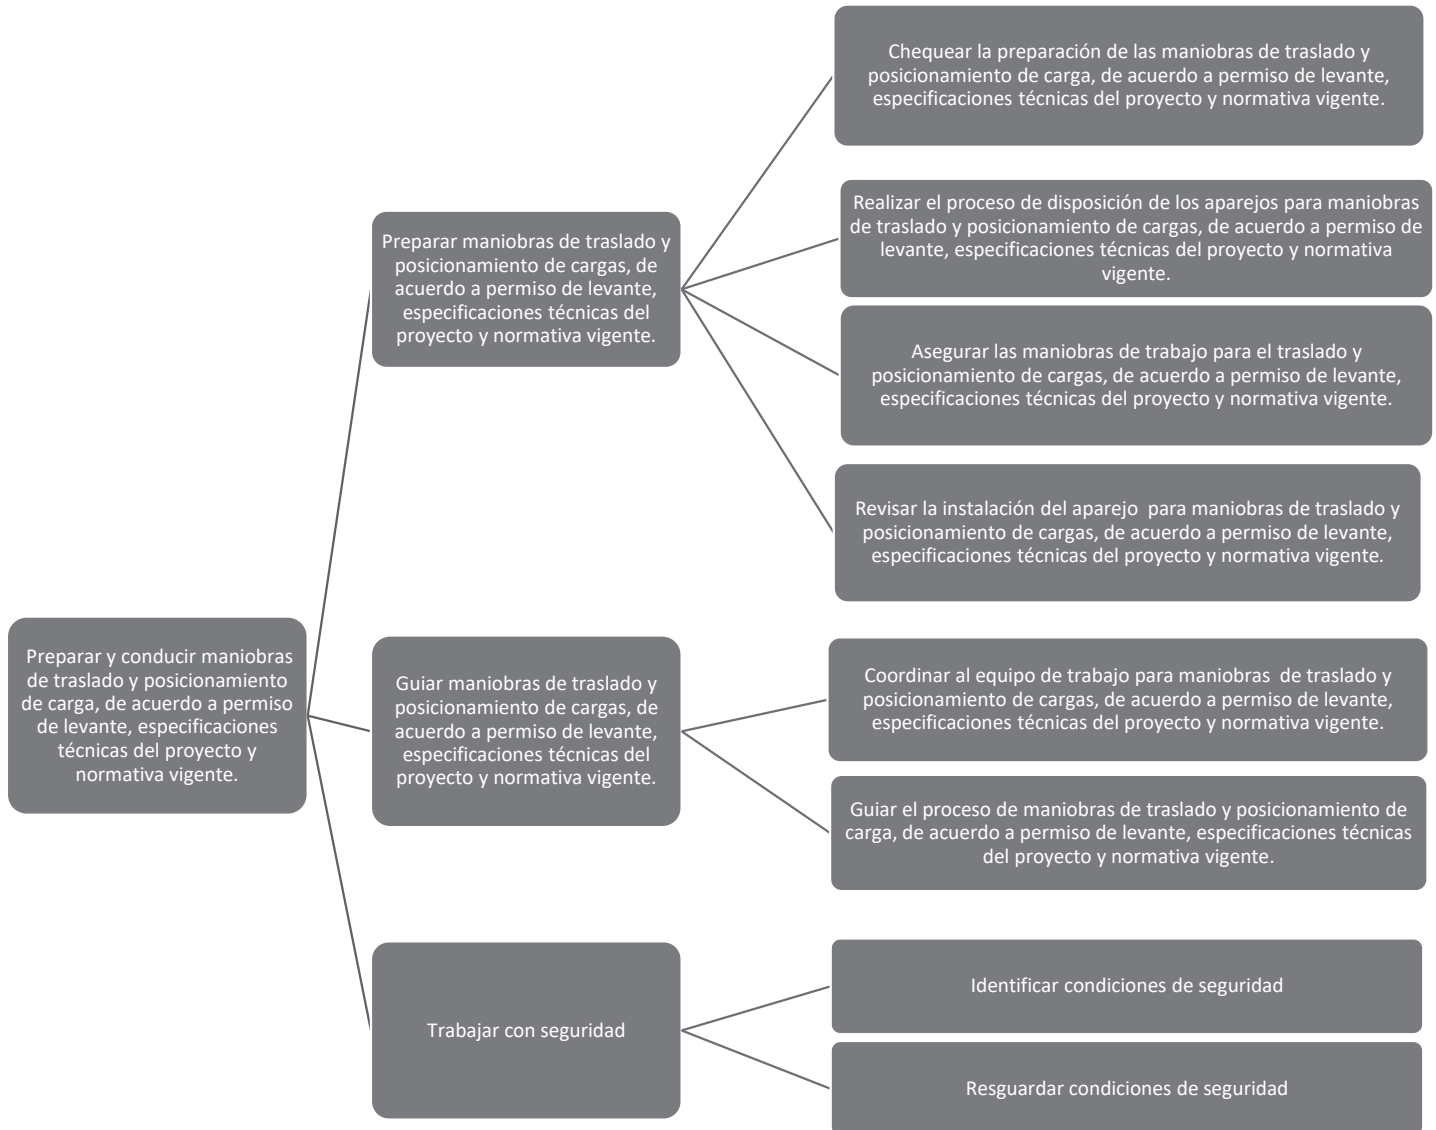 Preparar y conducir maniobras
de traslado y posicionamiento
de carga, de acuerdo a permiso
de levante, especificaciones
técnicas del proyecto y
normativa vigente.
Preparar maniobras de traslado y
posicionamiento de cargas, de
acuerdo a permiso de levante,
especificaciones técnicas del
proyecto y normativa vigente.
Chequear la preparación de las maniobras de traslado y
posicionamiento de carga, de acuerdo a permiso de levante,
especificaciones técnicas del proyecto y normativa vigente.
Realizar el proceso de disposición de los aparejos para maniobras
de traslado y posicionamiento de cargas, de acuerdo a permiso de
levante, especificaciones técnicas del proyecto y normativa
vigente.
Asegurar las maniobras de trabajo para el traslado y
posicionamiento de cargas, de acuerdo a permiso de levante,
especificaciones técnicas del proyecto y normativa vigente.
Revisar la instalación del aparejo  para maniobras de traslado y
posicionamiento de cargas, de acuerdo a permiso de levante,
especificaciones técnicas del proyecto y normativa vigente.
Guiar maniobras de traslado y
posicionamiento de cargas, de
acuerdo a permiso de levante,
especificaciones técnicas del
proyecto y normativa vigente.
Coordinar al equipo de trabajo para maniobras  de traslado y
posicionamiento de cargas, de acuerdo a permiso de levante,
especificaciones técnicas del proyecto y normativa vigente.
Guiar el proceso de maniobras de traslado y posicionamiento de
carga, de acuerdo a permiso de levante, especificaciones técnicas
del proyecto y normativa vigente.
Trabajar con seguridad
Identificar condiciones de seguridad
Resguardar condiciones de seguridad